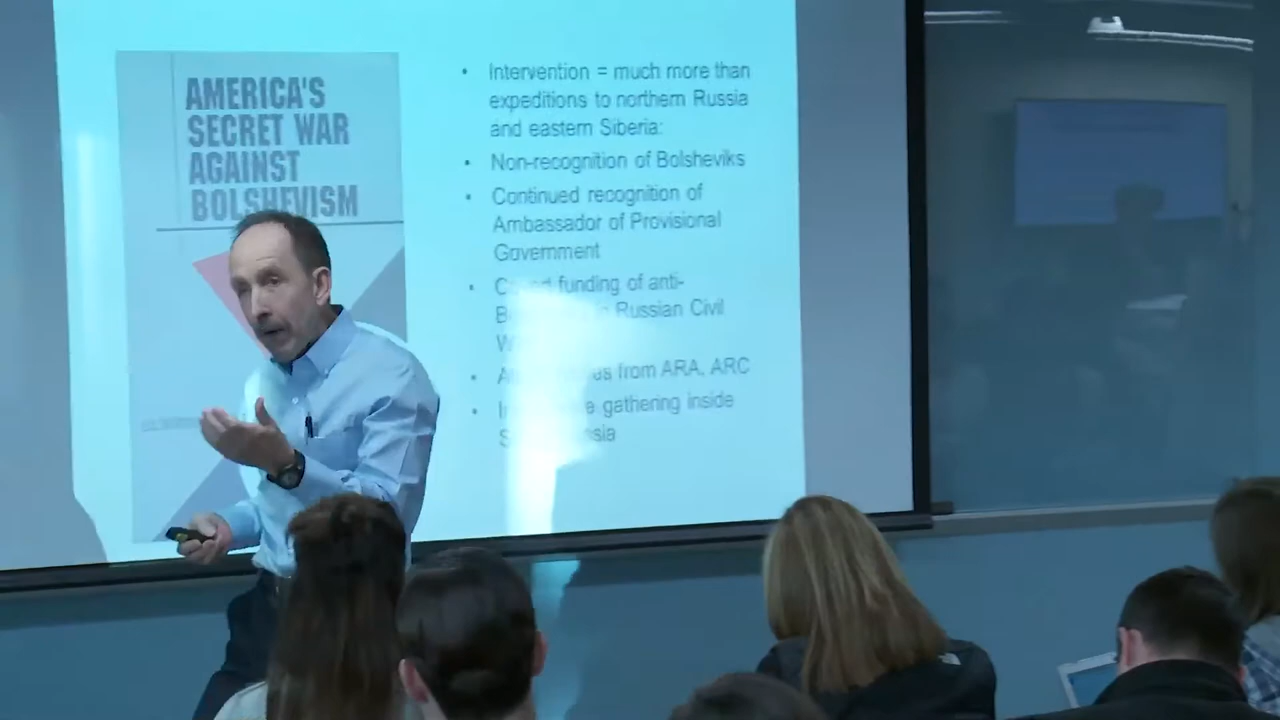 AMERICA'S
SECRET WAR
AGAINST
BOLSHEVISM
• Intervention = much more than
expeditions to northern Russia
and eastern Siberia:
• Non-recognition of Bolsheviks
• Continued recognition of
Ambassador of Provisional
Government
• funding of anti-
Russian Civil
• from ARA, ARC
• gathering inside